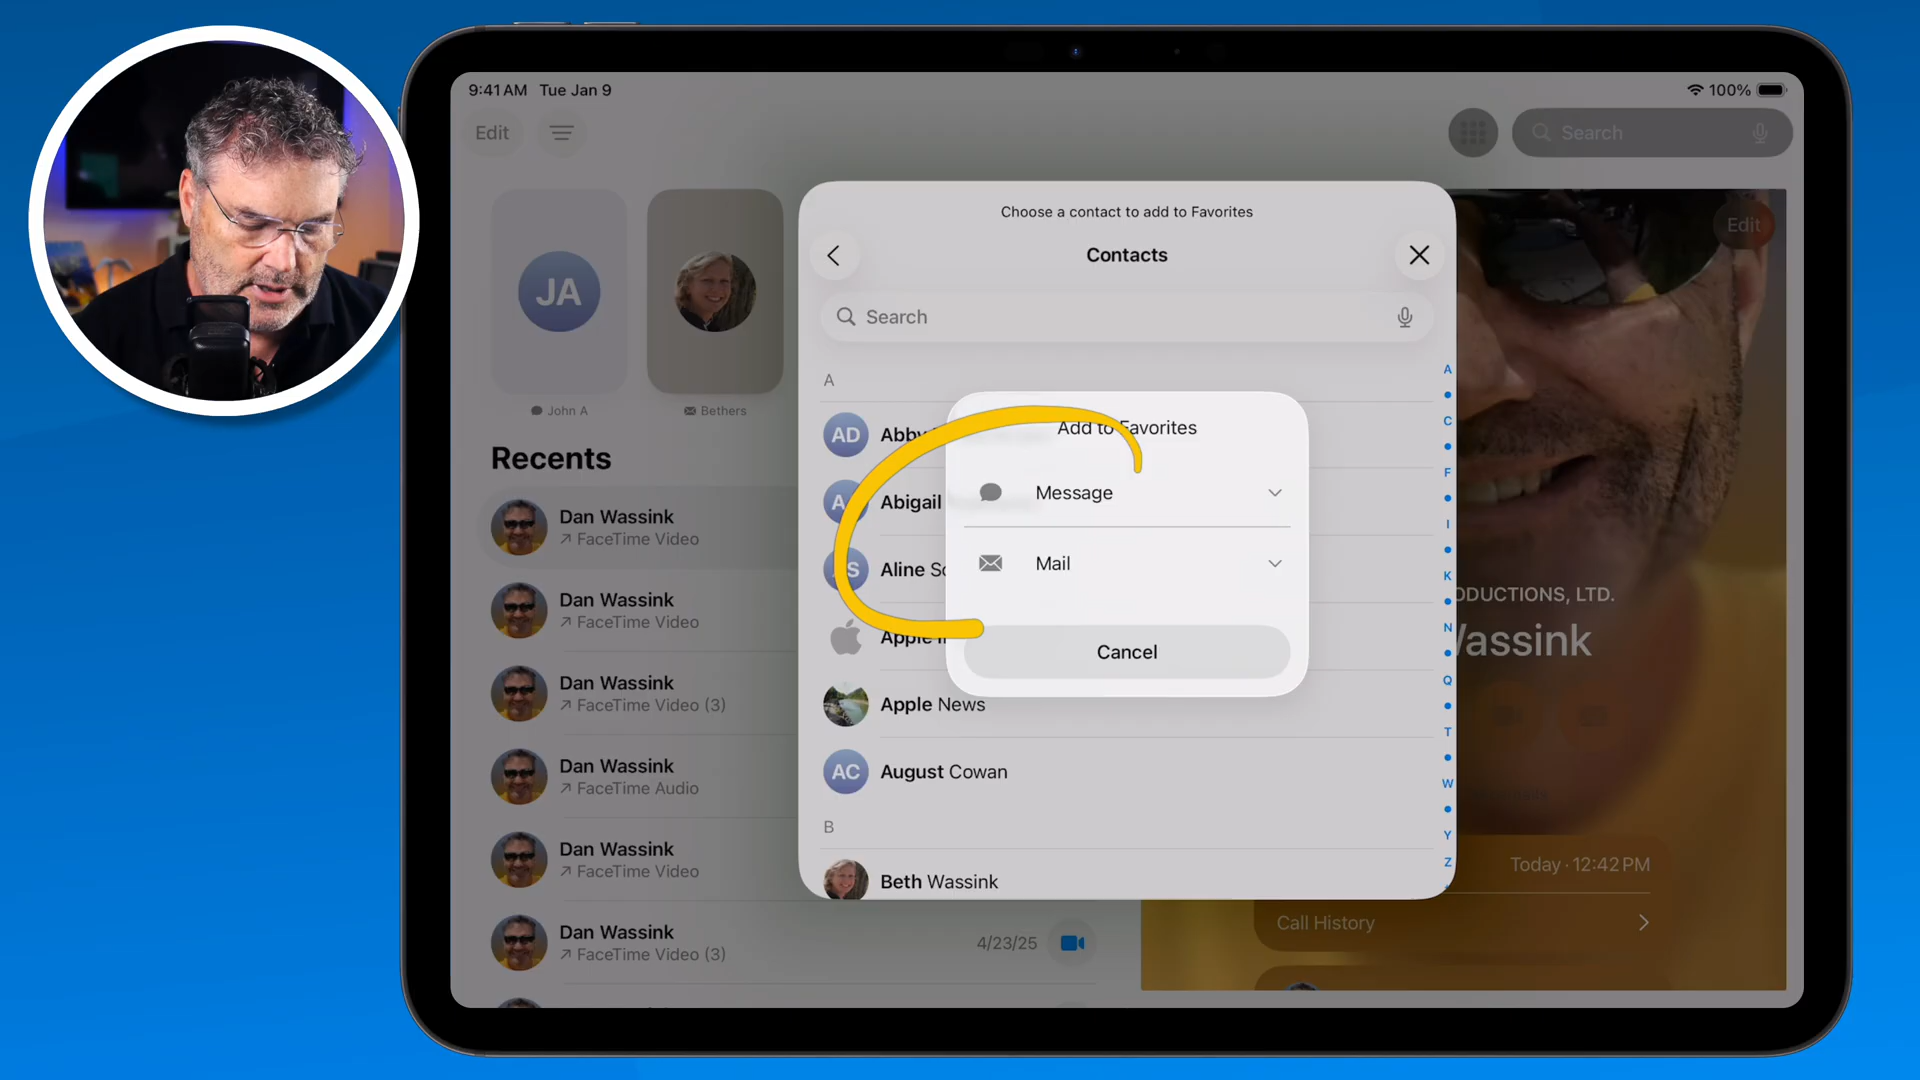 9:41 AM Tue Jan 9
100%
Edit
Search
JA
John A
Bethers
Recents
Dan Wassink
FaceTime Video
Dan Wassink
FaceTime Video
Dan Wassink
FaceTime Video (3)
Dan Wassink
FaceTime Audio
Dan Wassink
FaceTime Video
Dan Wassink
FaceTime Video (3)
4/23/25
Choose a contact to add to Favorites
Contacts
Search
A
AD
Abby
Abigail
Aline
Apple
Apple News
AC
August Cowan
B
Beth Wassink
A
C
F
I
K
N
Q
T
W
Y
Z
Add to Favorites
Message
Mail
Cancel
Edit
ODUCTIONS, LTD.
Wassink
Today · 12:42 PM
Call History